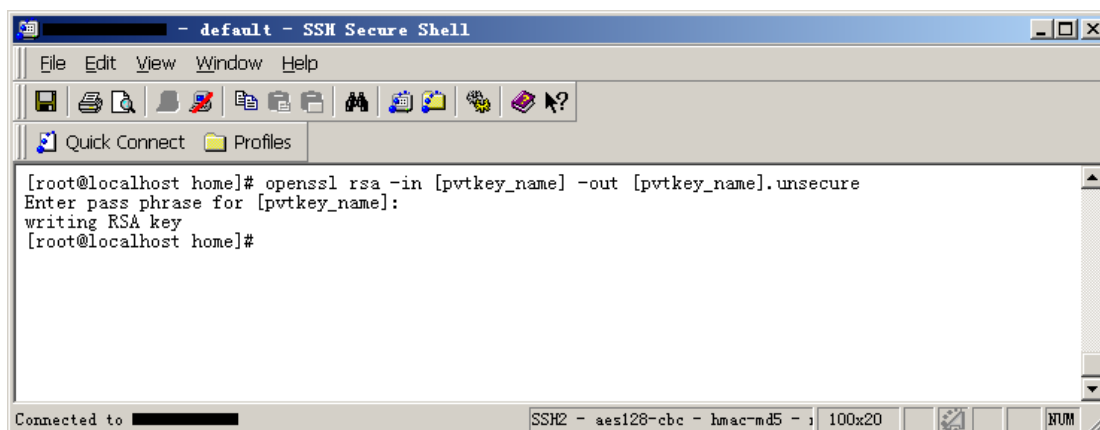 - default - SSH Secure Shell
File Edit View Window Help
Quick Connect Profiles
[root@localhost home]# openssl rsa -in [pvtkey_name] -out [pvtkey_name].unsecure
Enter pass phrase for [pvtkey_name]:
writing RSA key
[root@localhost home]#
Connected to
SSH2 - aes128-cbc - hmac-md5 - 100x20 NUM